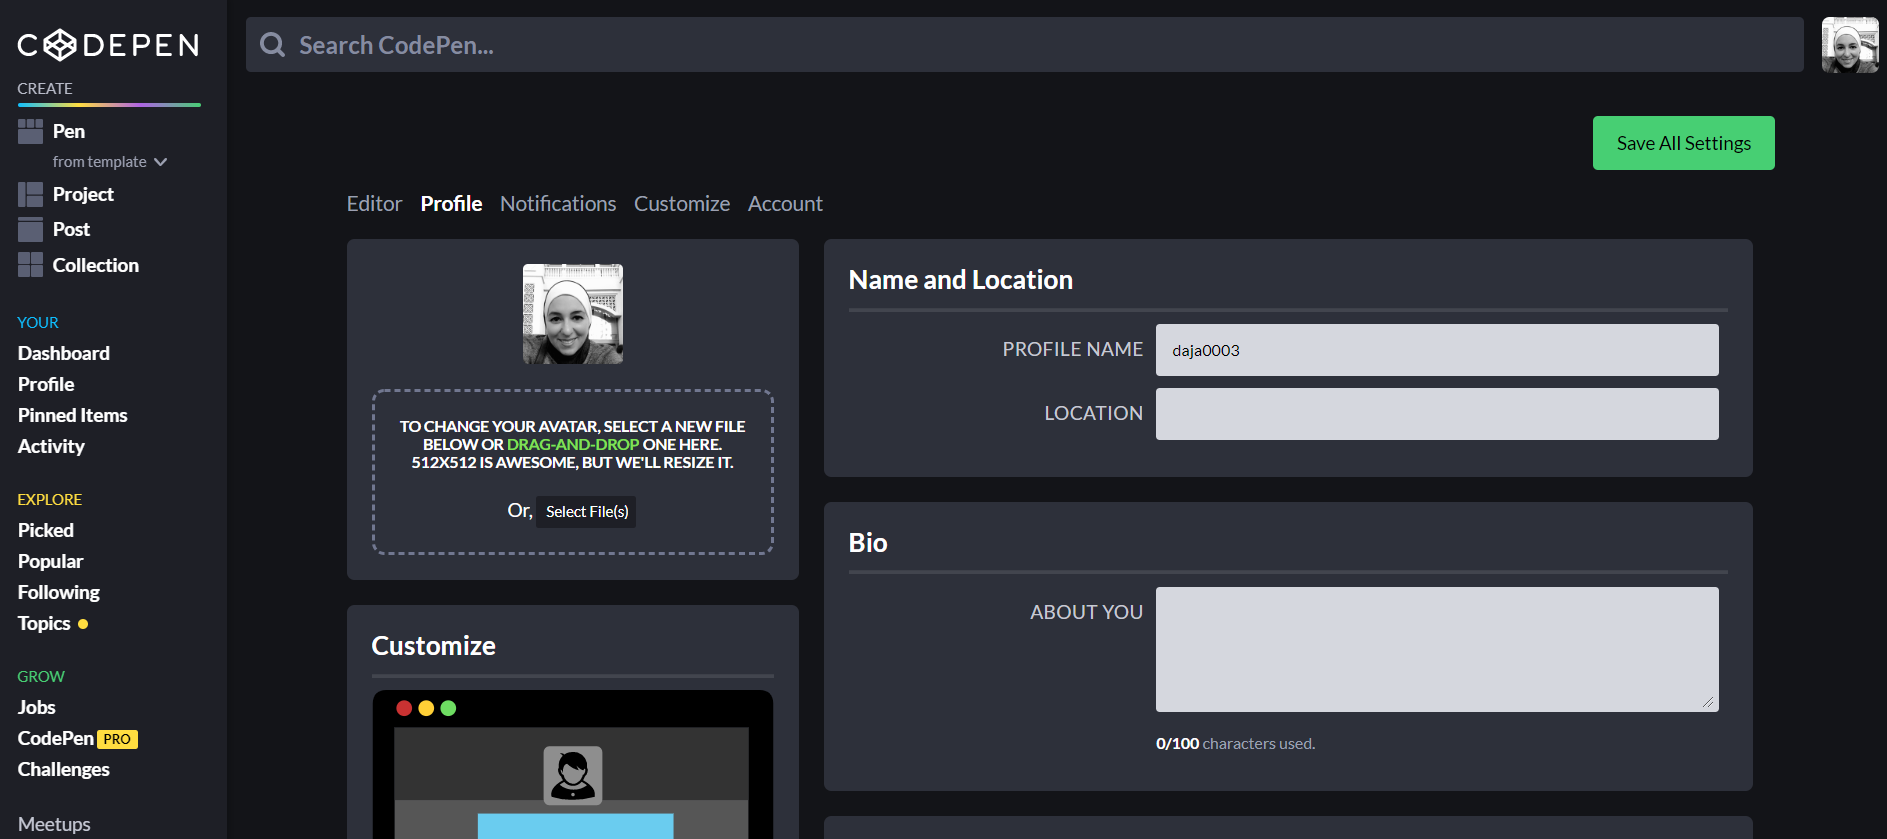 CODEPEN
Search CodePen...
CREATE
Pen
from template
Project
Post
Collection
YOUR
Dashboard
Profile
Pinned Items
Activity
EXPLORE
Picked
Popular
Following
Topics
GROW
Jobs
CodePen PRO
Challenges
Meetups
Save All Settings
Editor Profile Notifications Customize Account
TO CHANGE YOUR AVATAR, SELECT A NEW FILE
BELOW OR DRAG-AND-DROP ONE HERE.
512X512 IS AWESOME, BUT WE'LL RESIZE IT.
Or, Select File(s)
Customize
Name and Location
PROFILE NAME daja0003
LOCATION
Bio
ABOUT YOU
0/100 characters used.